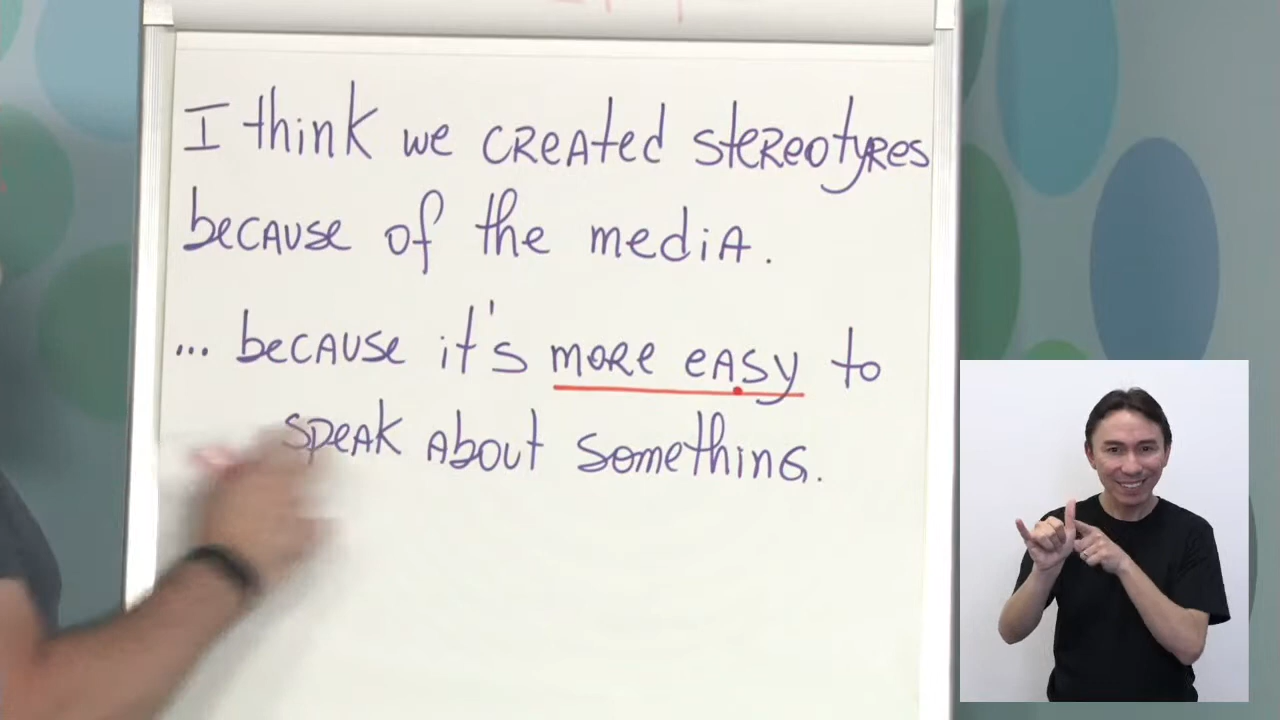 I think we created stereotypes
because of the media.
... because it's more easy to
speak about something.